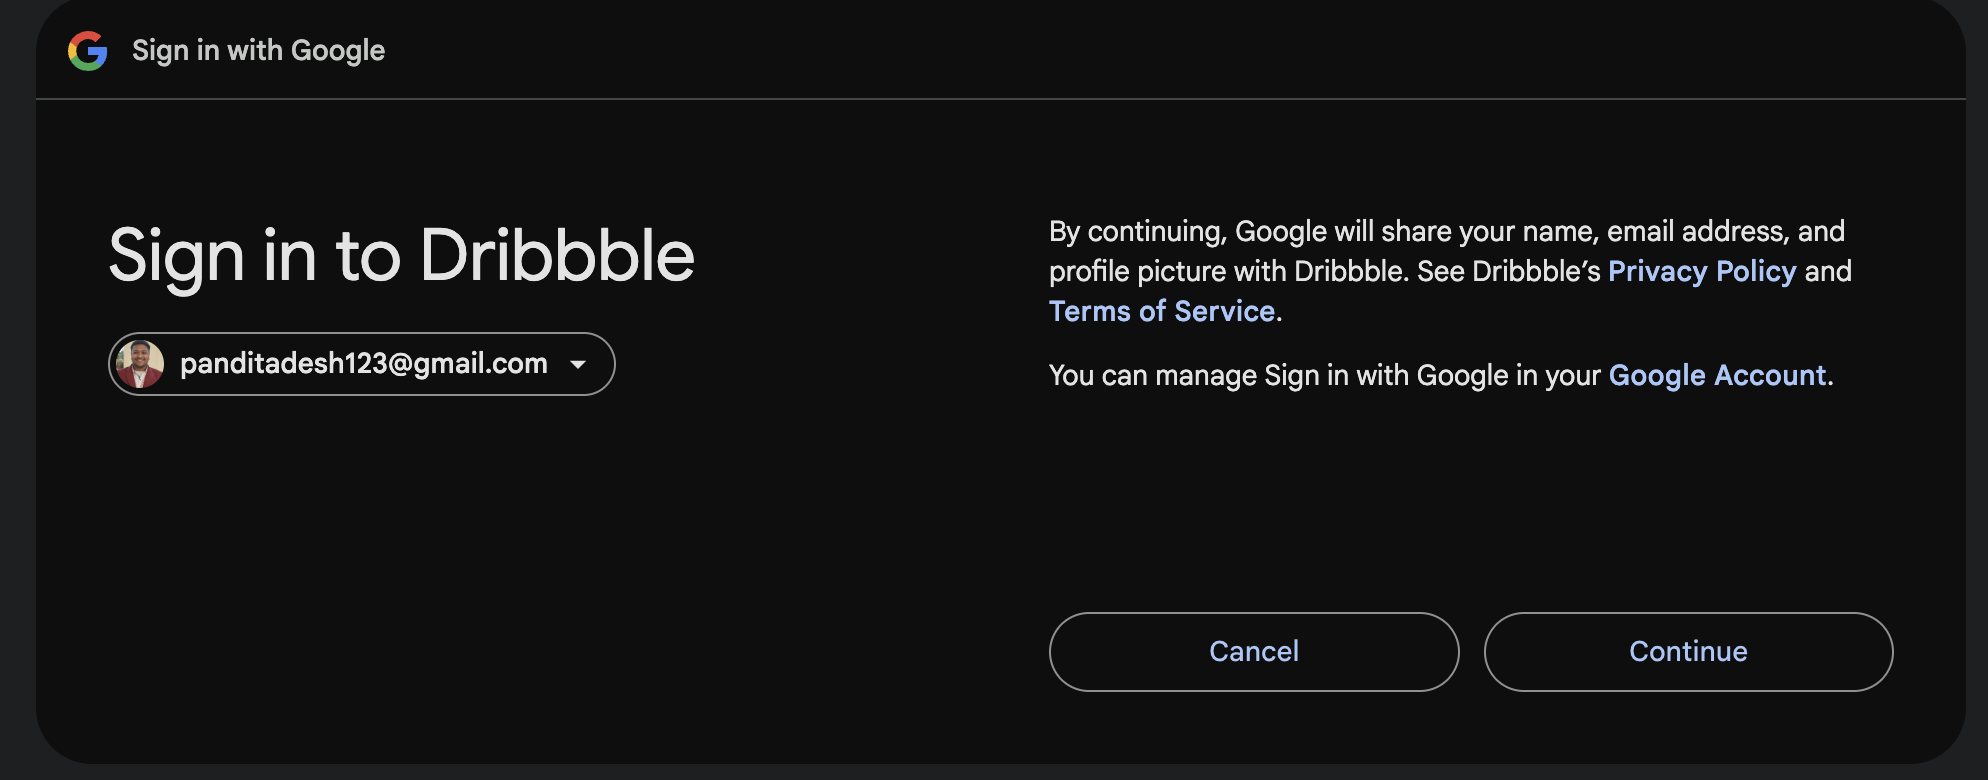 Sign in with Google
Sign in to Dribbble
panditadesh123@gmail.com
By continuing, Google will share your name, email address, and
profile picture with Dribbble. See Dribbble’s Privacy Policy and
Terms of Service.
You can manage Sign in with Google in your Google Account.
Cancel
Continue